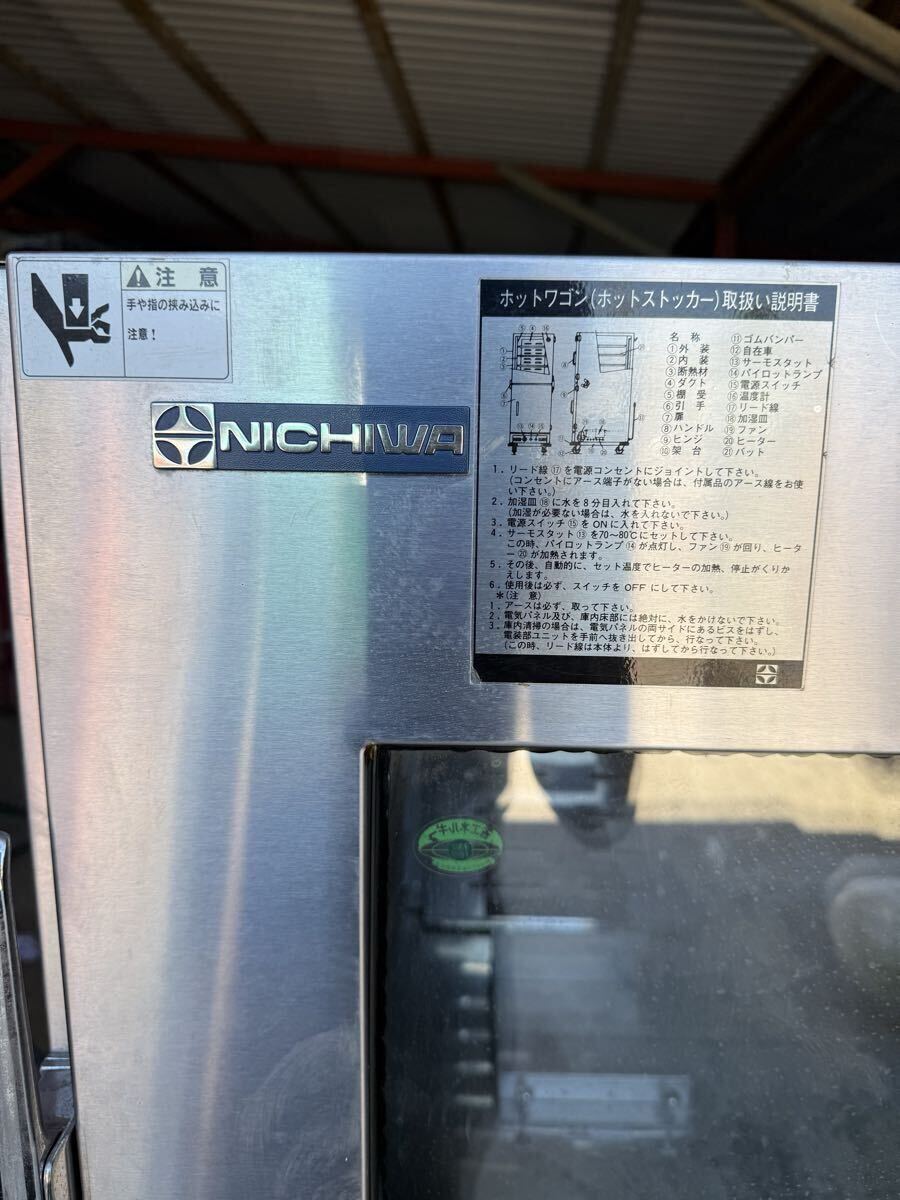 注意
手や指の挟み込みに
注意！
NICHIWA
ホットワゴン(ホットストッカー)取扱い説明書
名称
①外装
②内装
③断熱材
④ダクト
⑤棚受
⑥引手
⑦扉
⑧ハンドル
⑨ヒンジ
⑩架台
⑪ゴムバンパー
⑫自在車
⑬サーモスタット
⑭パイロットランプ
⑮電源スイッチ
⑯温度計
⑰リード線
⑱加湿皿
⑲ファン
⑳ヒーター
㉑バット
1．リード線⑰を電源コンセントにジョイントして下さい。
(コンセントにアース端子がない場合は、付属品のアース線をお使
い下さい。)
2．加湿皿⑱に水を8分目入れて下さい。
(加湿が必要ない場合は、水を入れないで下さい。)
3．電源スイッチ⑮をONに入れて下さい。
4．サーモスタット⑬を70～80℃にセットして下さい。
この時、パイロットランプ⑭が点灯し、ファン⑲が回り、ヒータ
ー⑳が加熱されます。
5．その後、自動的に、セット温度でヒーターの加熱、停止がくりか
えします。
6．使用後は必ず、スイッチをOFFにして下さい。
＊(注意)
1．アースは必ず、取って下さい。
2．電気パネル及び、庫内床部には絶対に、水をかけないで下さい。
3．庫内清掃の場合は、電気パネルの両サイドにあるビスをはずし、
電装部ユニットを手前へ抜き出してから、行なって下さい。
(この時、リード線は本体より、はずしてから行なって下さい。)